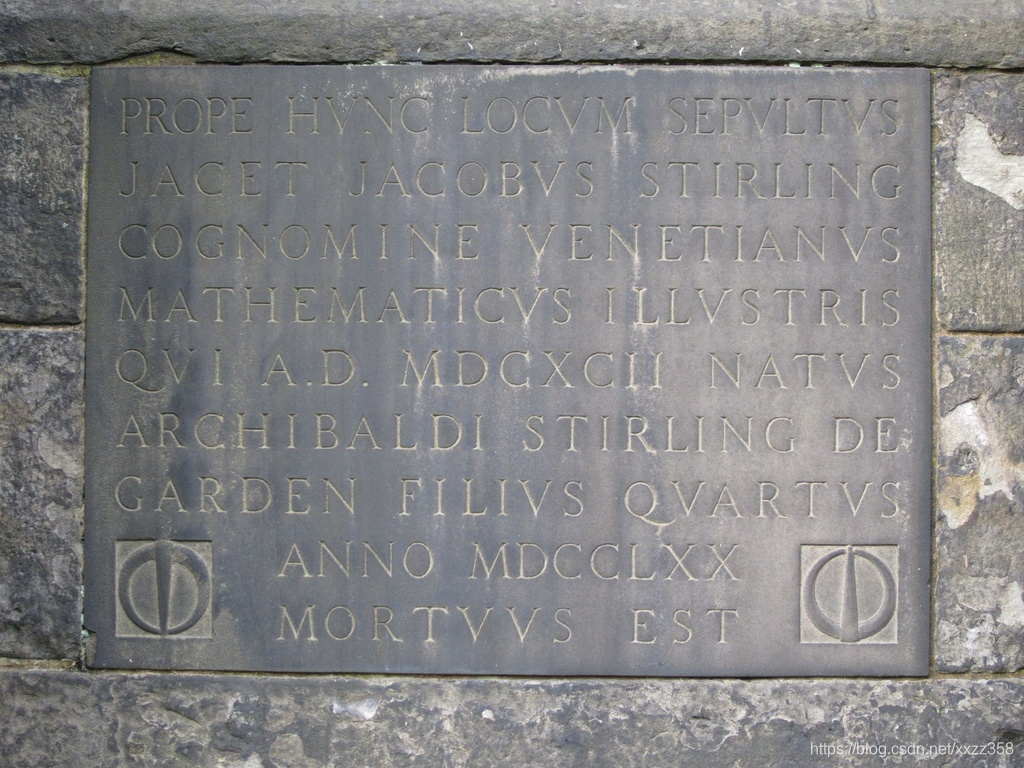 PROPE HVNC LOCVM SEPVLTVS
JACET JACOBVS STIRLING
COGNOMINE VENETIANVS
MATHEMATICVS ILLVSTRIS
QVI A.D. MDCXCII NATVS
ARCHIBALDI STIRLING DE
GARDEN FILIVS QVARTVS
ANNO MDCCLXX
MORTVVS EST
https://blog.csdn.net/xxzz358